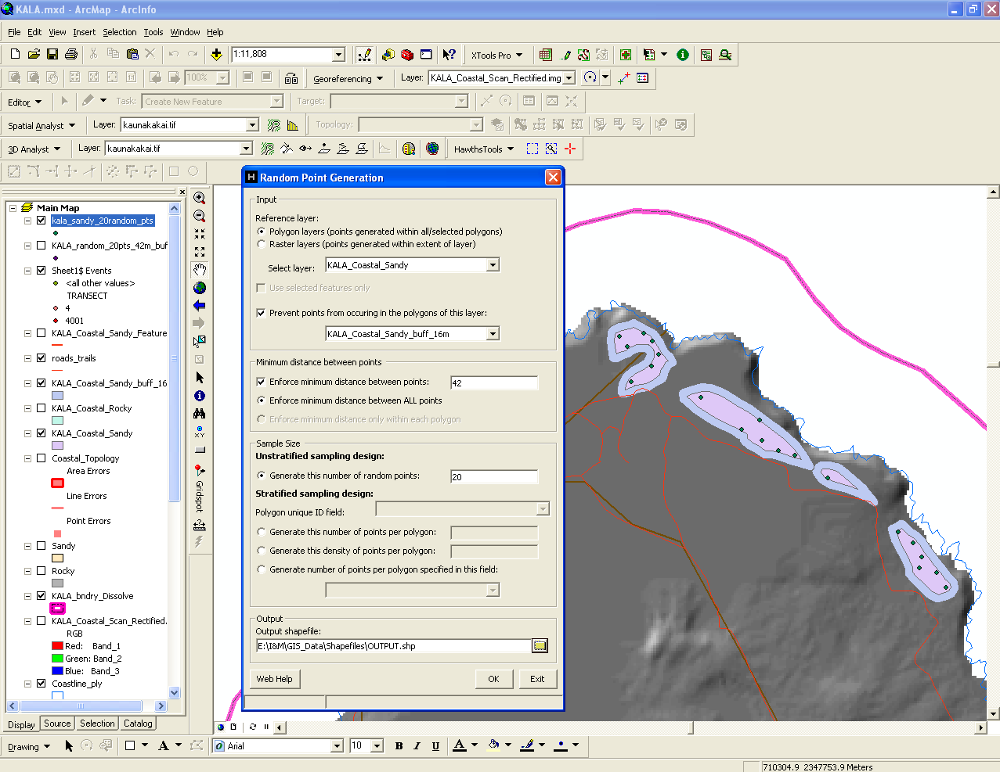 KALA.mxd - ArcMap - ArcInfo
File Edit View Insert Selection Tools Window Help
1:11,808 XTools Pro
100% Georeferencing Layer: KALA_Coastal_Scan_Rectified.img
Editor Task: Create New Feature Target:
Spatial Analyst Layer: kaunakakai.tif Topology:
3D Analyst Layer: kaunakakai.tif HawthsTools
Main Map
kala_sandy_20random_pts
KALA_random_20pts_42m_buf
Sheet1$ Events
<all other values>
TRANSECT
4
4001
KALA_Coastal_Sandy_Feature
roads_trails
KALA_Coastal_Sandy_buff_16
KALA_Coastal_Rocky
KALA_Coastal_Sandy
Coastal_Topology
Area Errors
Line Errors
Point Errors
Sandy
Rocky
KALA_bndry_Dissolve
KALA_Coastal_Scan_Rectified.
RGB
Red: Band_1
Green: Band_2
Blue: Band_3
Coastline_ply
Display Source Selection Catalog
XY
Gridspot
H Random Point Generation
Input
Reference layer:
Polygon layers (points generated within all/selected polygons)
Raster layers (points generated within extent of layer)
Select layer: KALA_Coastal_Sandy
Use selected features only
Prevent points from occuring in the polygons of this layer:
KALA_Coastal_Sandy_buff_16m
Minimum distance between points
Enforce minimum distance between points: 42
Enforce minimum distance between ALL points
Enforce minimum distance only within each polygon
Sample Size
Unstratified sampling design:
Generate this number of random points: 20
Stratified sampling design:
Polygon unique ID field:
Generate this number of points per polygon:
Generate this density of points per polygon:
Generate number of points per polygon specified in this field:
Output
Output shapefile:
E:\I&M\GIS_Data\Shapefiles\OUTPUT.shp
Web Help OK Exit
Drawing A Arial 10 B I U A
710304.9 2347753.9 Meters